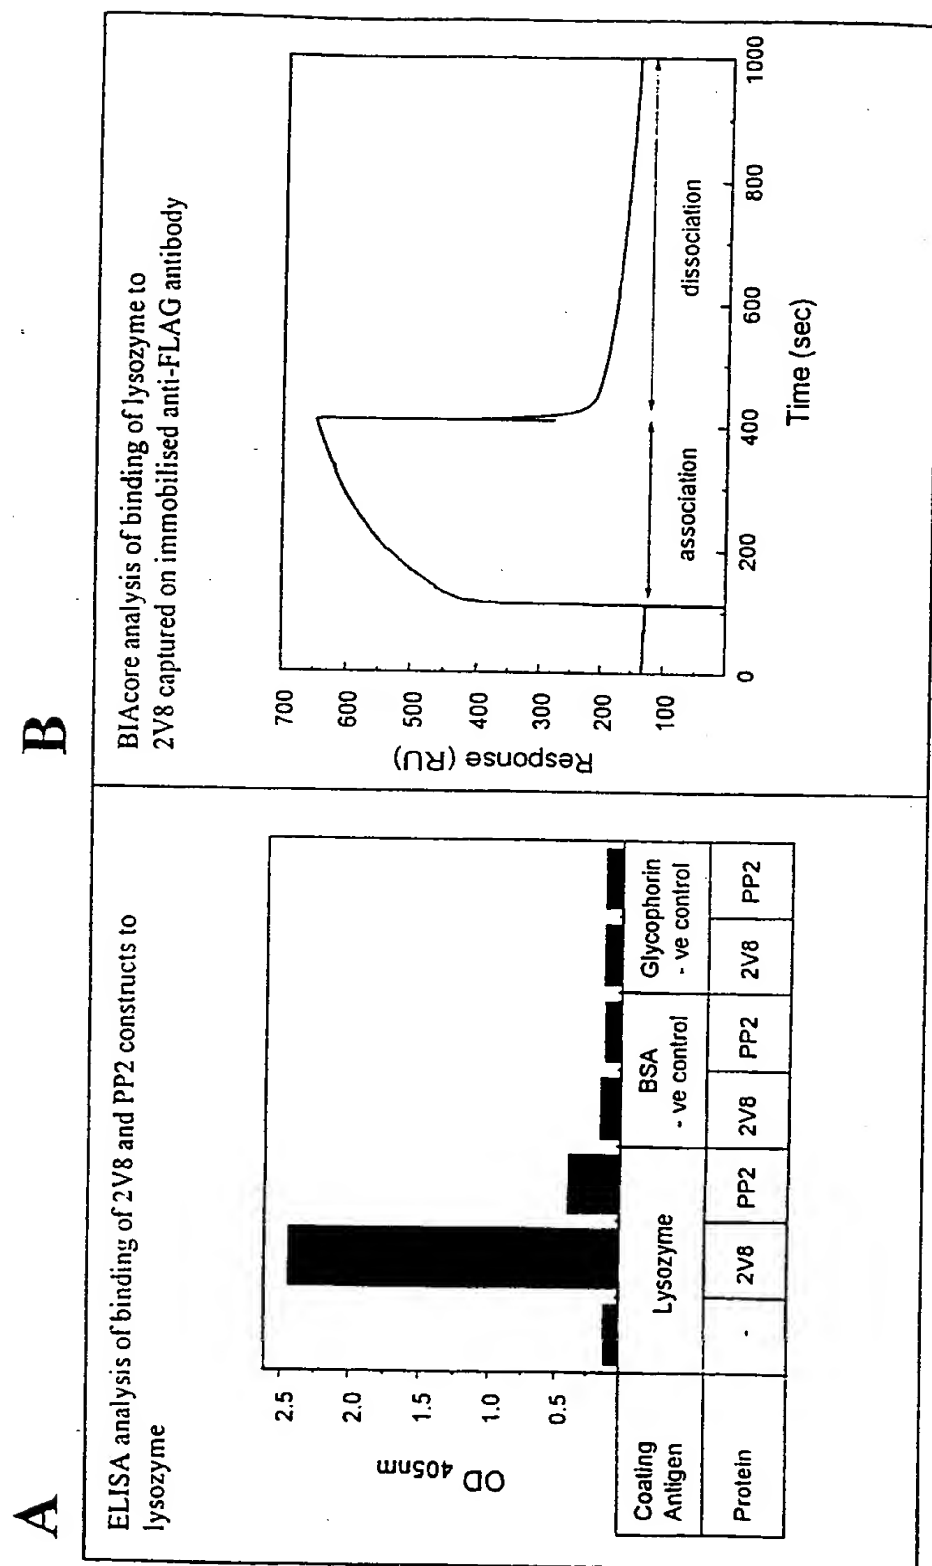 A
ELISA analysis of binding of 2V8 and PP2 constructs to
lysozyme
OD 405nm
2.5
2.0
1.5
1.0
0.5
Coating Antigen
Lysozyme
BSA - ve control
Glycophorin - ve control
Protein
-
2V8
PP2
2V8
PP2
2V8
PP2
B
BIAcore analysis of binding of lysozyme to
2V8 captured on immobilised anti-FLAG antibody
Response (RU)
700
600
500
400
300
200
100
association
dissociation
0
200
400
600
800
1000
Time (sec)